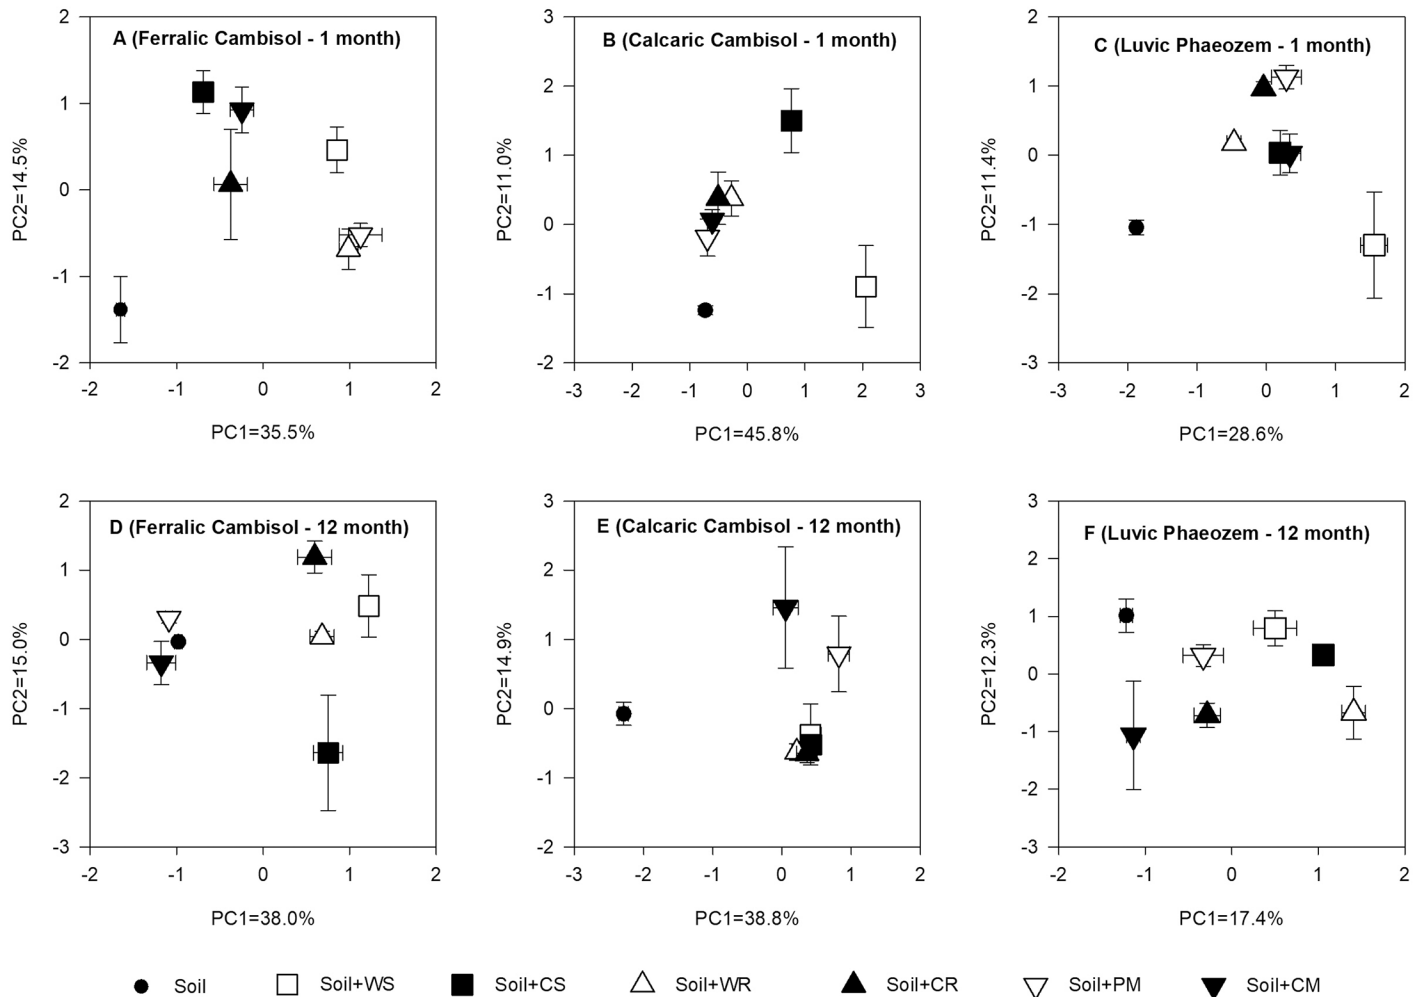 A (Ferralic Cambisol - 1 month)
2
1
0
-1
-2
-2 -1 0 1 2
PC2=14.5%
PC1=35.5%
B (Calcaric Cambisol - 1 month)
3
2
1
0
-1
-2
-3 -2 -1 0 1 2 3
PC2=11.0%
PC1=45.8%
C (Luvic Phaeozem - 1 month)
2
1
0
-1
-2
-3
-3 -2 -1 0 1 2
PC2=11.4%
PC1=28.6%
D (Ferralic Cambisol - 12 month)
2
1
0
-1
-2
-3
-2 -1 0 1 2
PC2=15.0%
PC1=38.0%
E (Calcaric Cambisol - 12 month)
3
2
1
0
-1
-2
-3 -2 -1 0 1 2
PC2=14.9%
PC1=38.8%
F (Luvic Phaeozem - 12 month)
3
2
1
0
-1
-2
-3
-2 -1 0 1 2
PC2=12.3%
PC1=17.4%
Soil Soil+WS Soil+CS Soil+WR Soil+CR Soil+PM Soil+CM